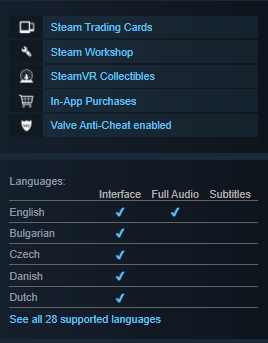 Steam Trading Cards
Steam Workshop
SteamVR Collectibles
In-App Purchases
Valve Anti-Cheat enabled
Languages:
Interface Full Audio Subtitles
English ✔ ✔
Bulgarian ✔
Czech ✔
Danish ✔
Dutch ✔
See all 28 supported languages